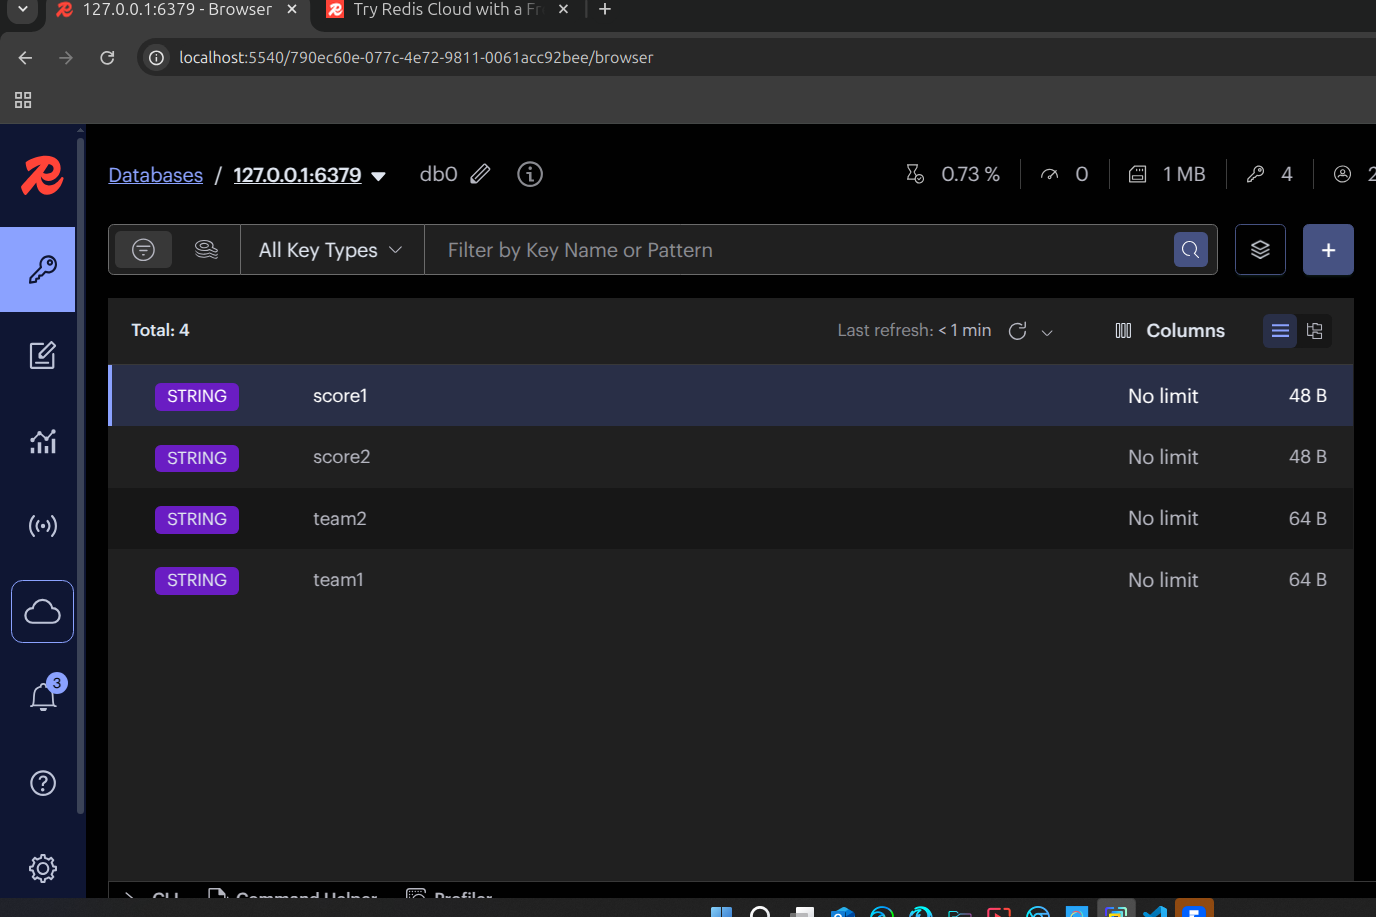 127.0.0.1:6379 - Browser
Try Redis Cloud with a Fr
localhost:5540/790ec60e-077c-4e72-9811-0061acc92bee/browser
Databases / 127.0.0.1:6379 db0 0.73 % 0 1 MB 4 2
All Key Types Filter by Key Name or Pattern
Total: 4 Last refresh: < 1 min Columns
STRING score1 No limit 48 B
STRING score2 No limit 48 B
STRING team2 No limit 64 B
STRING team1 No limit 64 B
3
CLI Command Helper Profiler